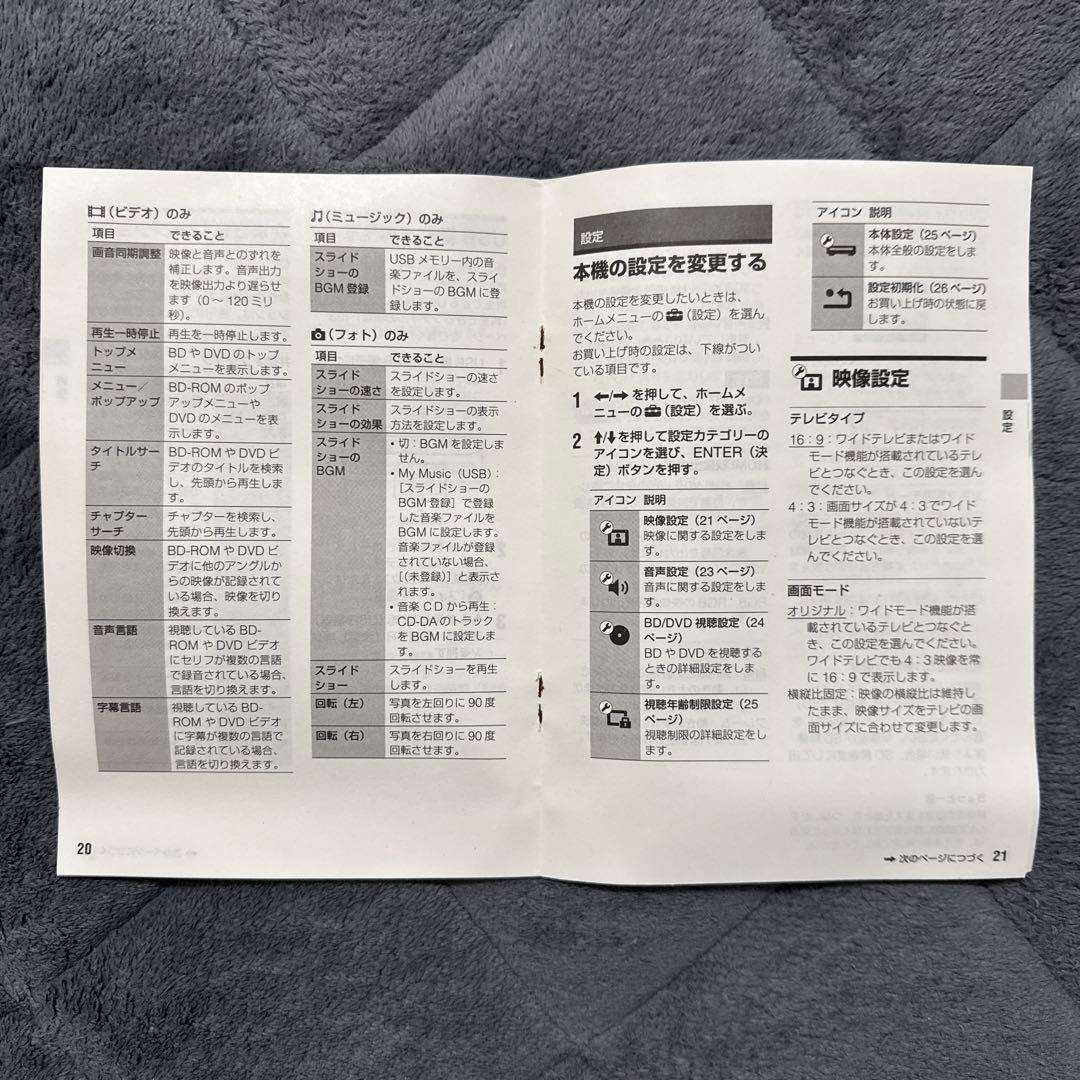 (ビデオ)のみ
項目 できること
画音同期調整 映像と音声とのずれを
補正します。音声出力
を映像出力より遅らせ
ます(0～120ミリ
秒)。
再生一時停止 再生を一時停止します。
トップメ
ニュー
BDやDVDのトップ
メニューを表示します。
メニュー／
ポップアップ
BD-ROMのポップ
アップメニューや
DVDのメニューを表
示します。
タイトルサー
チ
BD-ROMやDVDビ
デオのタイトルを検索
し、先頭から再生しま
す。
チャプター
サーチ
チャプターを検索し、
先頭から再生します。
映像切換 BD-ROMやDVDビ
デオに他のアングルか
らの映像が記録されて
いる場合、映像を切り
換えます。
音声言語 視聴しているBD-
ROMやDVDビデオ
にセリフが複数の言語
で記録されている場合、
言語を切り換えます。
字幕言語 視聴しているBD-
ROMやDVDビデオ
に字幕が複数の言語で
記録されている場合、
言語を切り換えます。
(ミュージック)のみ
項目 できること
スライド
ショーの
BGM登録
USBメモリー内の音
楽ファイルを、スライ
ドショーのBGMに登
録します。
(フォト)のみ
項目 できること
スライド
ショーの速さ
スライドショーの速さ
を設定します。
スライド
ショーの効果
スライドショーの表示
方法を設定します。
スライド
ショーの
BGM
• 切：BGMを設定しま
せん。
• My Music（USB）：
[スライドショーの
BGM登録]で登録
した音楽ファイルを
BGMに設定します。
音楽ファイルが登録
されていない場合、
[(未登録)]と表示さ
れます。
• 音楽CDから再生：
CD-DAのトラック
をBGMに設定しま
す。
スライド
ショー
スライドショーを再生
します。
回転（左） 写真を左回りに90度
回転させます。
回転（右） 写真を右回りに90度
回転させます。
20
設定
本機の設定を変更する
本機の設定を変更したいときは、
ホームメニューの（設定）を選ん
でください。
お買い上げ時の設定は、下線がつい
ている項目です。
1 ←/→を押して、ホームメ
ニューの（設定）を選ぶ。
2 ↑/↓を押して設定カテゴリーの
アイコンを選び、ENTER（決
定）ボタンを押す。
アイコン 説明
映像設定（21ページ）
映像に関する設定をしま
す。
音声設定（23ページ）
音声に関する設定をしま
す。
BD/DVD視聴設定（24
ページ）
BDやDVDを視聴する
ときの詳細設定をしま
す。
視聴年齢制限設定（25
ページ）
視聴制限の詳細設定をし
ます。
アイコン 説明
本体設定（25ページ）
本体全般の設定をしま
す。
設定初期化（26ページ）
お買い上げ時の状態に戻
します。
映像設定
テレビタイプ
16：9：ワイドテレビまたはワイド
モード機能が搭載されているテレ
ビとつなぐとき、この設定を選ん
でください。
4：3：画面サイズが4：3でワイド
モード機能が搭載されていないテ
レビとつなぐとき、この設定を選
んでください。
画面モード
オリジナル：ワイドモード機能が搭
載されているテレビとつなぐと
き、この設定を選んでください。
ワイドテレビでも4：3映像を常
に16：9で表示します。
横縦比固定：映像の横縦比は維持し
たまま、映像サイズをテレビの画
面サイズに合わせて変更します。
設定
➡ 次のページにつづく 21